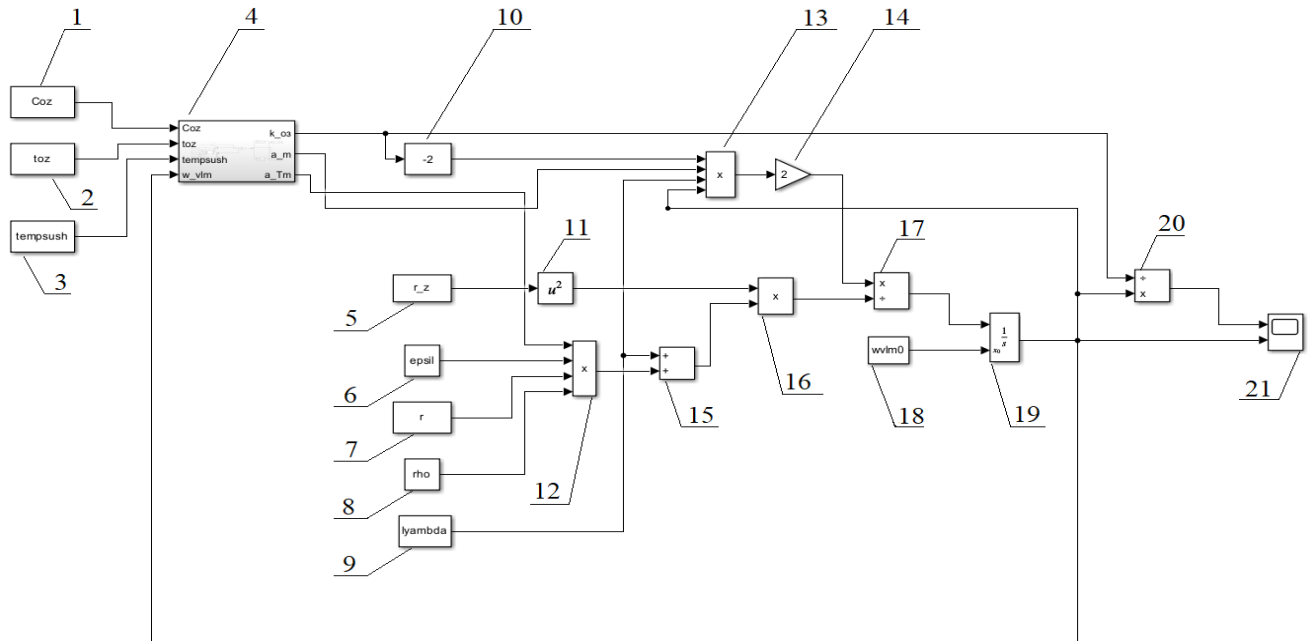 1
4
10
13
14
Coz
toz
tempsush
2
3
Coz
toz
tempsush
w_vlm
k_оз
a_m
a_Tm
-2
x
2
11
17
20
r_z
u²
5
x
16
x
÷
÷
x
epsil
6
r
7
rho
8
lyambda
9
x
12
+
+
15
wvlm0
18
1
s
x₀
19
21